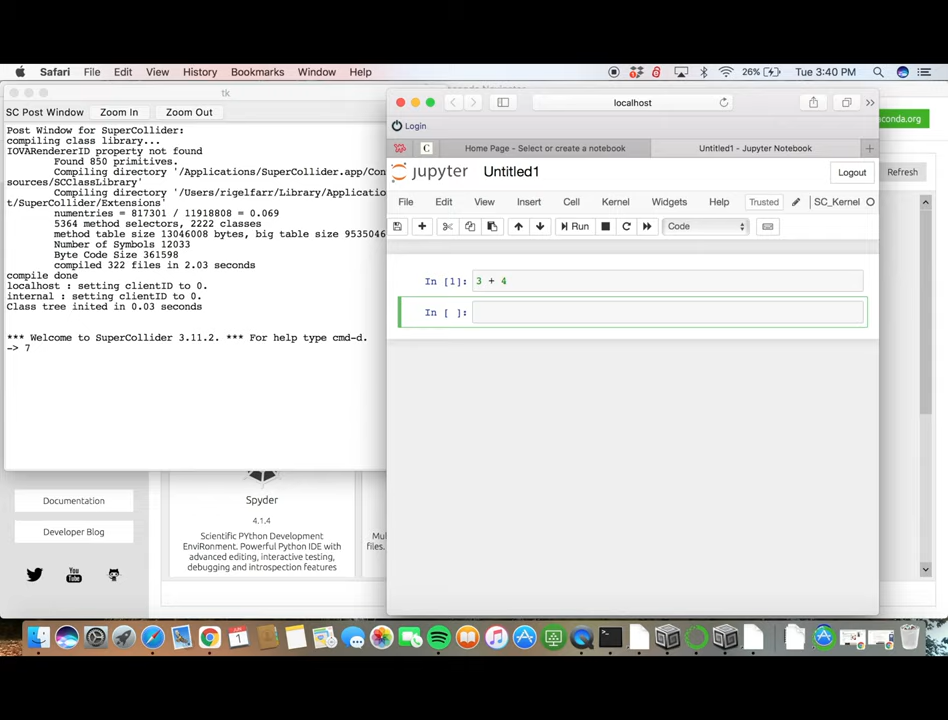 Safari File Edit View History Bookmarks Window Help 26% Tue 3:40 PM
tk
SC Post Window Zoom In Zoom Out
Post Window for SuperCollider:
compiling class library...
IOVARendererID property not found
Found 850 primitives.
Compiling directory '/Applications/SuperCollider.app/Con
sources/SCClassLibrary'
Compiling directory '/Users/rigelfarr/Library/Applicatio
t/SuperCollider/Extensions'
numentries = 817301 / 11918808 = 0.069
5364 method selectors, 2222 classes
method table size 13046008 bytes, big table size 9535046
Number of Symbols 12033
Byte Code Size 361598
compiled 322 files in 2.03 seconds
compile done
localhost : setting clientID to 0.
internal : setting clientID to 0.
Class tree inited in 0.03 seconds
*** Welcome to SuperCollider 3.11.2. *** For help type cmd-d.
-> 7
localhost
Login
C Home Page - Select or create a notebook Untitled1 - Jupyter Notebook
jupyter Untitled1 Logout
File Edit View Insert Cell Kernel Widgets Help Trusted SC_Kernel
Run Code
In [1]: 3 + 4
In [ ]:
conda.org
Refresh
Documentation
Developer Blog
You
Tube
Spyder
4.1.4
Scientific PYthon Development
EnviRonment. Powerful Python IDE with
advanced editing, interactive testing,
debugging and introspection features
Mul
files.
1